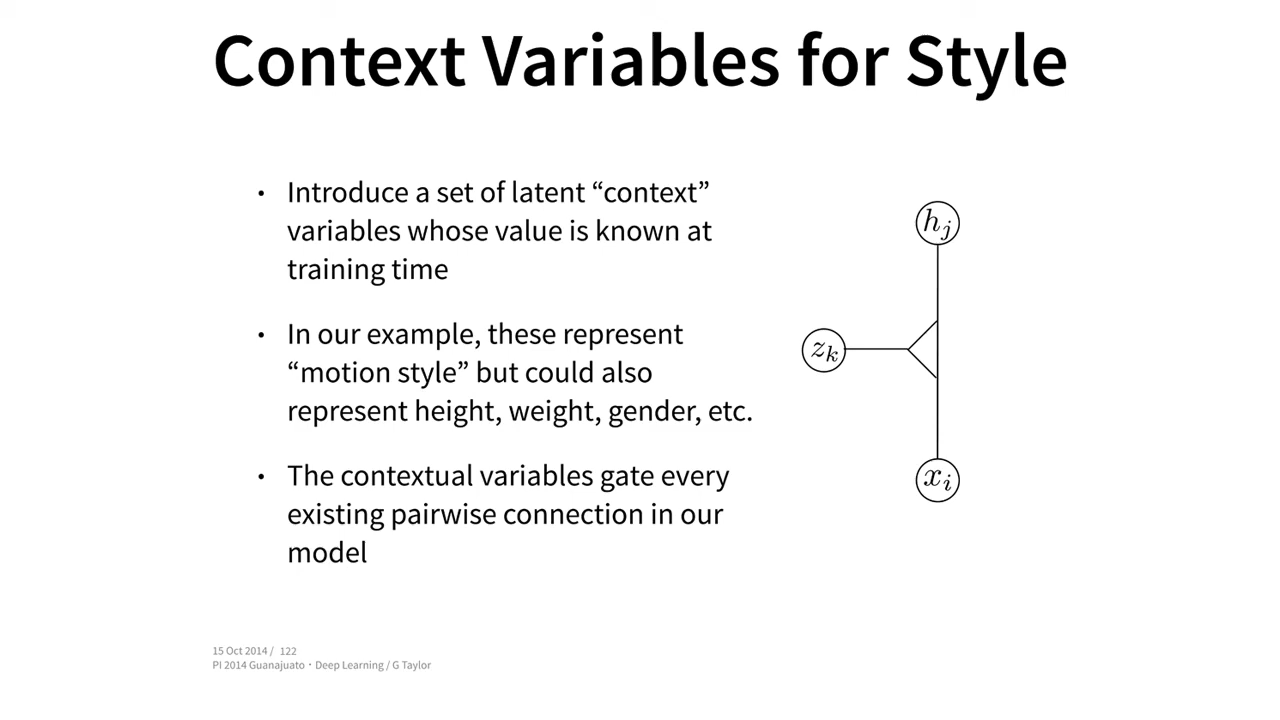 Context Variables for Style
• Introduce a set of latent “context”
variables whose value is known at
training time
• In our example, these represent
“motion style” but could also
represent height, weight, gender, etc.
• The contextual variables gate every
existing pairwise connection in our
model
h_j
z_k
x_i
15 Oct 2014 / 122
PI 2014 Guanajuato · Deep Learning / G Taylor